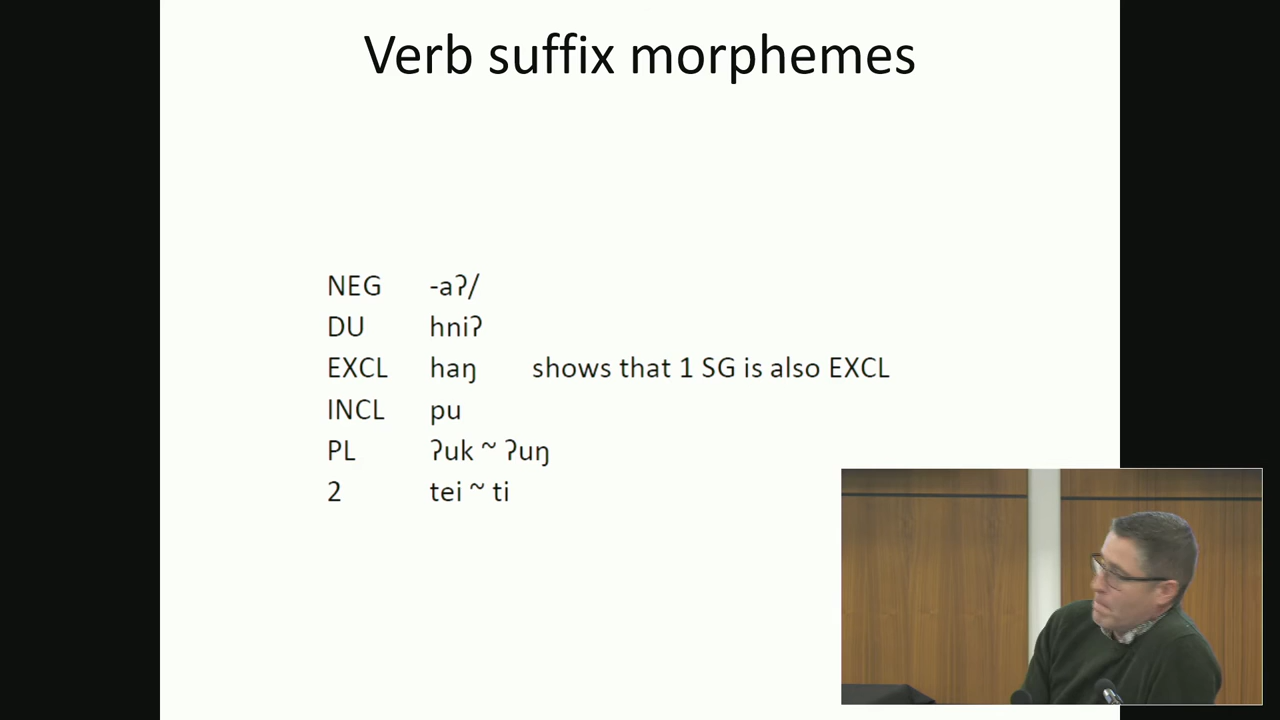 Verb suffix morphemes
NEG -aʔ/
DU hniʔ
EXCL haŋ shows that 1 SG is also EXCL
INCL pu
PL ʔuk ~ ʔuŋ
2 tei ~ ti